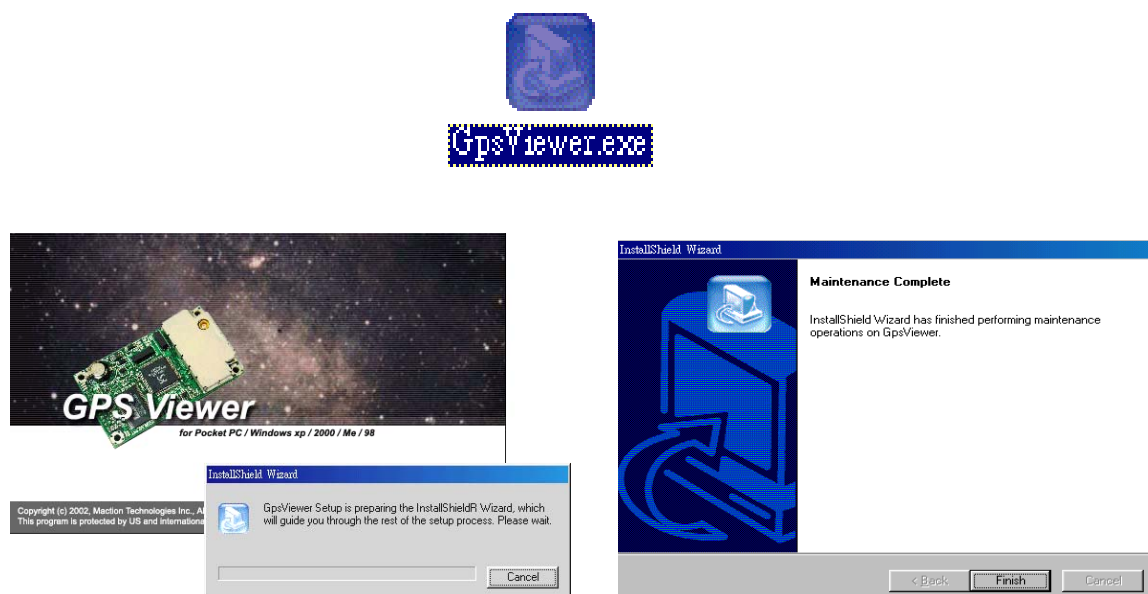 GpsViewer.exe
GPS Viewer
for Pocket PC / Windows xp / 2000 / Me / 98
Copyright (c) 2002, Maction Technologies Inc.,
This program is protected by US and
InstallShield Wizard
GpsViewer Setup is preparing the InstallShieldR Wizard, which
will guide you through the rest of the setup process. Please wait.
Cancel
InstallShield Wizard
Maintenance Complete
InstallShield Wizard has finished performing maintenance
operations on GpsViewer.
< Back
Finish
Cancel